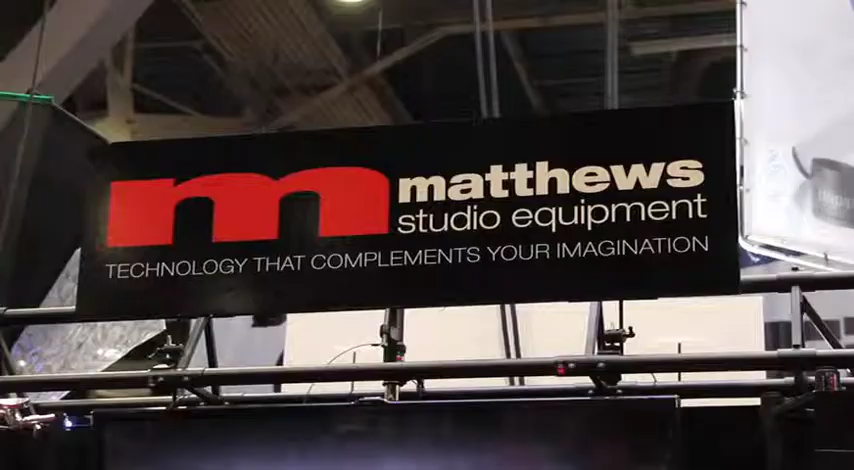 m
matthews
studio equipment
TECHNOLOGY THAT COMPLEMENTS YOUR IMAGINATION